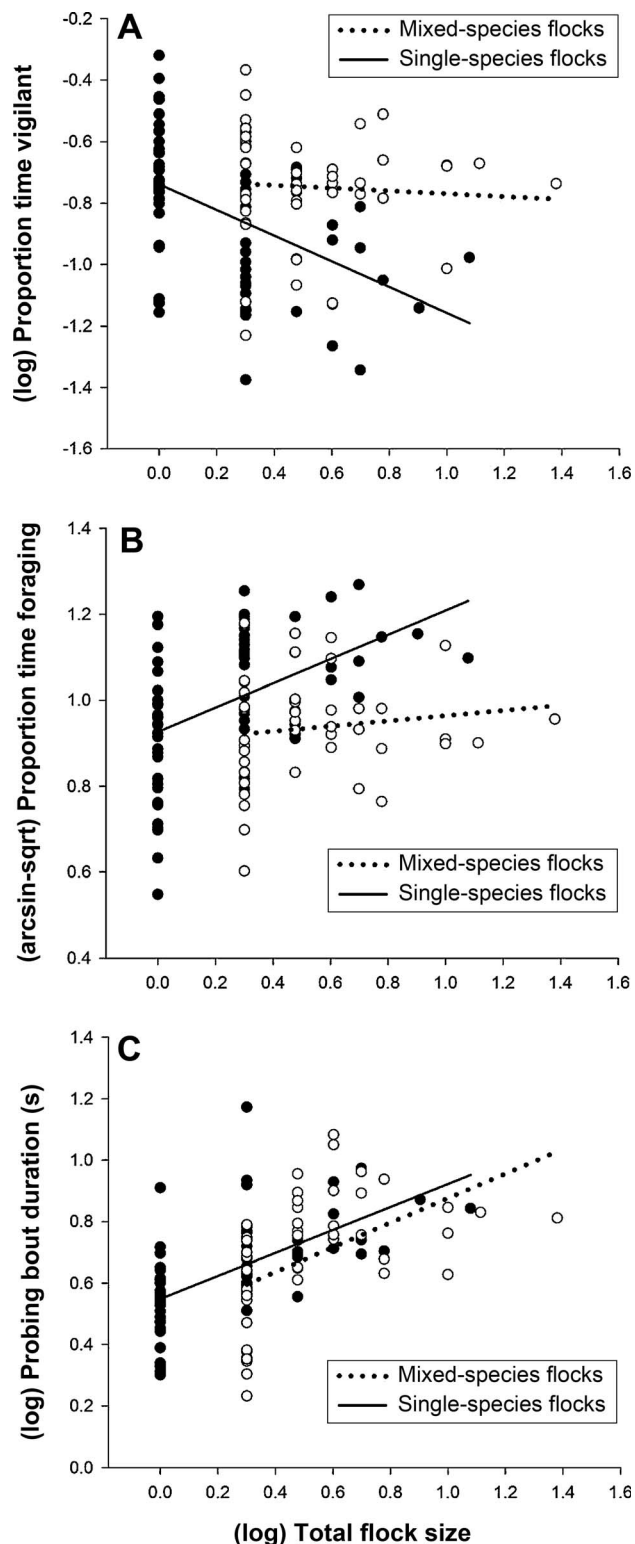 A
Mixed-species flocks
Single-species flocks
(log) Proportion time vigilant
-0.2
-0.4
-0.6
-0.8
-1.0
-1.2
-1.4
-1.6
0.0 0.2 0.4 0.6 0.8 1.0 1.2 1.4 1.6
B
(arcsin-sqrt) Proportion time foraging
1.4
1.2
1.0
0.8
0.6
0.4
Mixed-species flocks
Single-species flocks
0.0 0.2 0.4 0.6 0.8 1.0 1.2 1.4 1.6
C
(log) Probing bout duration (s)
1.4
1.2
1.0
0.8
0.6
0.4
0.2
0.0
Mixed-species flocks
Single-species flocks
0.0 0.2 0.4 0.6 0.8 1.0 1.2 1.4 1.6
(log) Total flock size